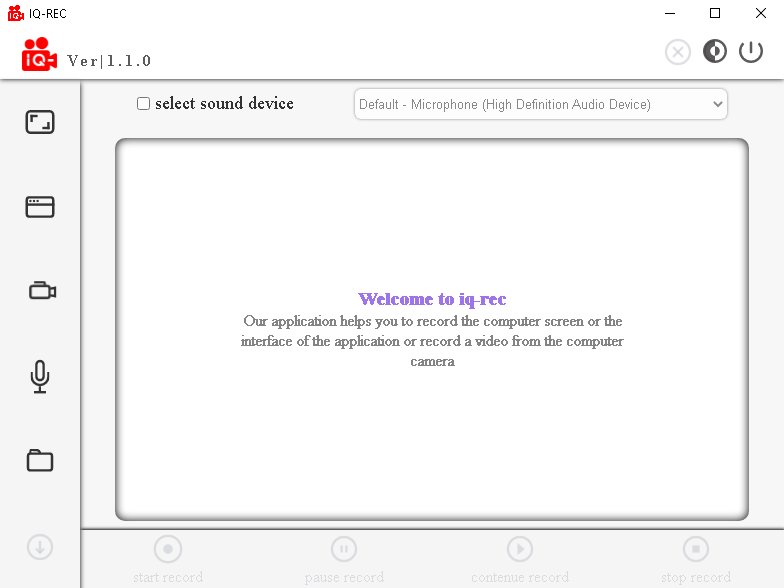 IQ-REC
iQ
Ver|1.1.0
select sound device
Default - Microphone (High Definition Audio Device)
Welcome to iq-rec
Our application helps you to record the computer screen or the
interface of the application or record a video from the computer
camera
start record
pause record
contenue record
stop record